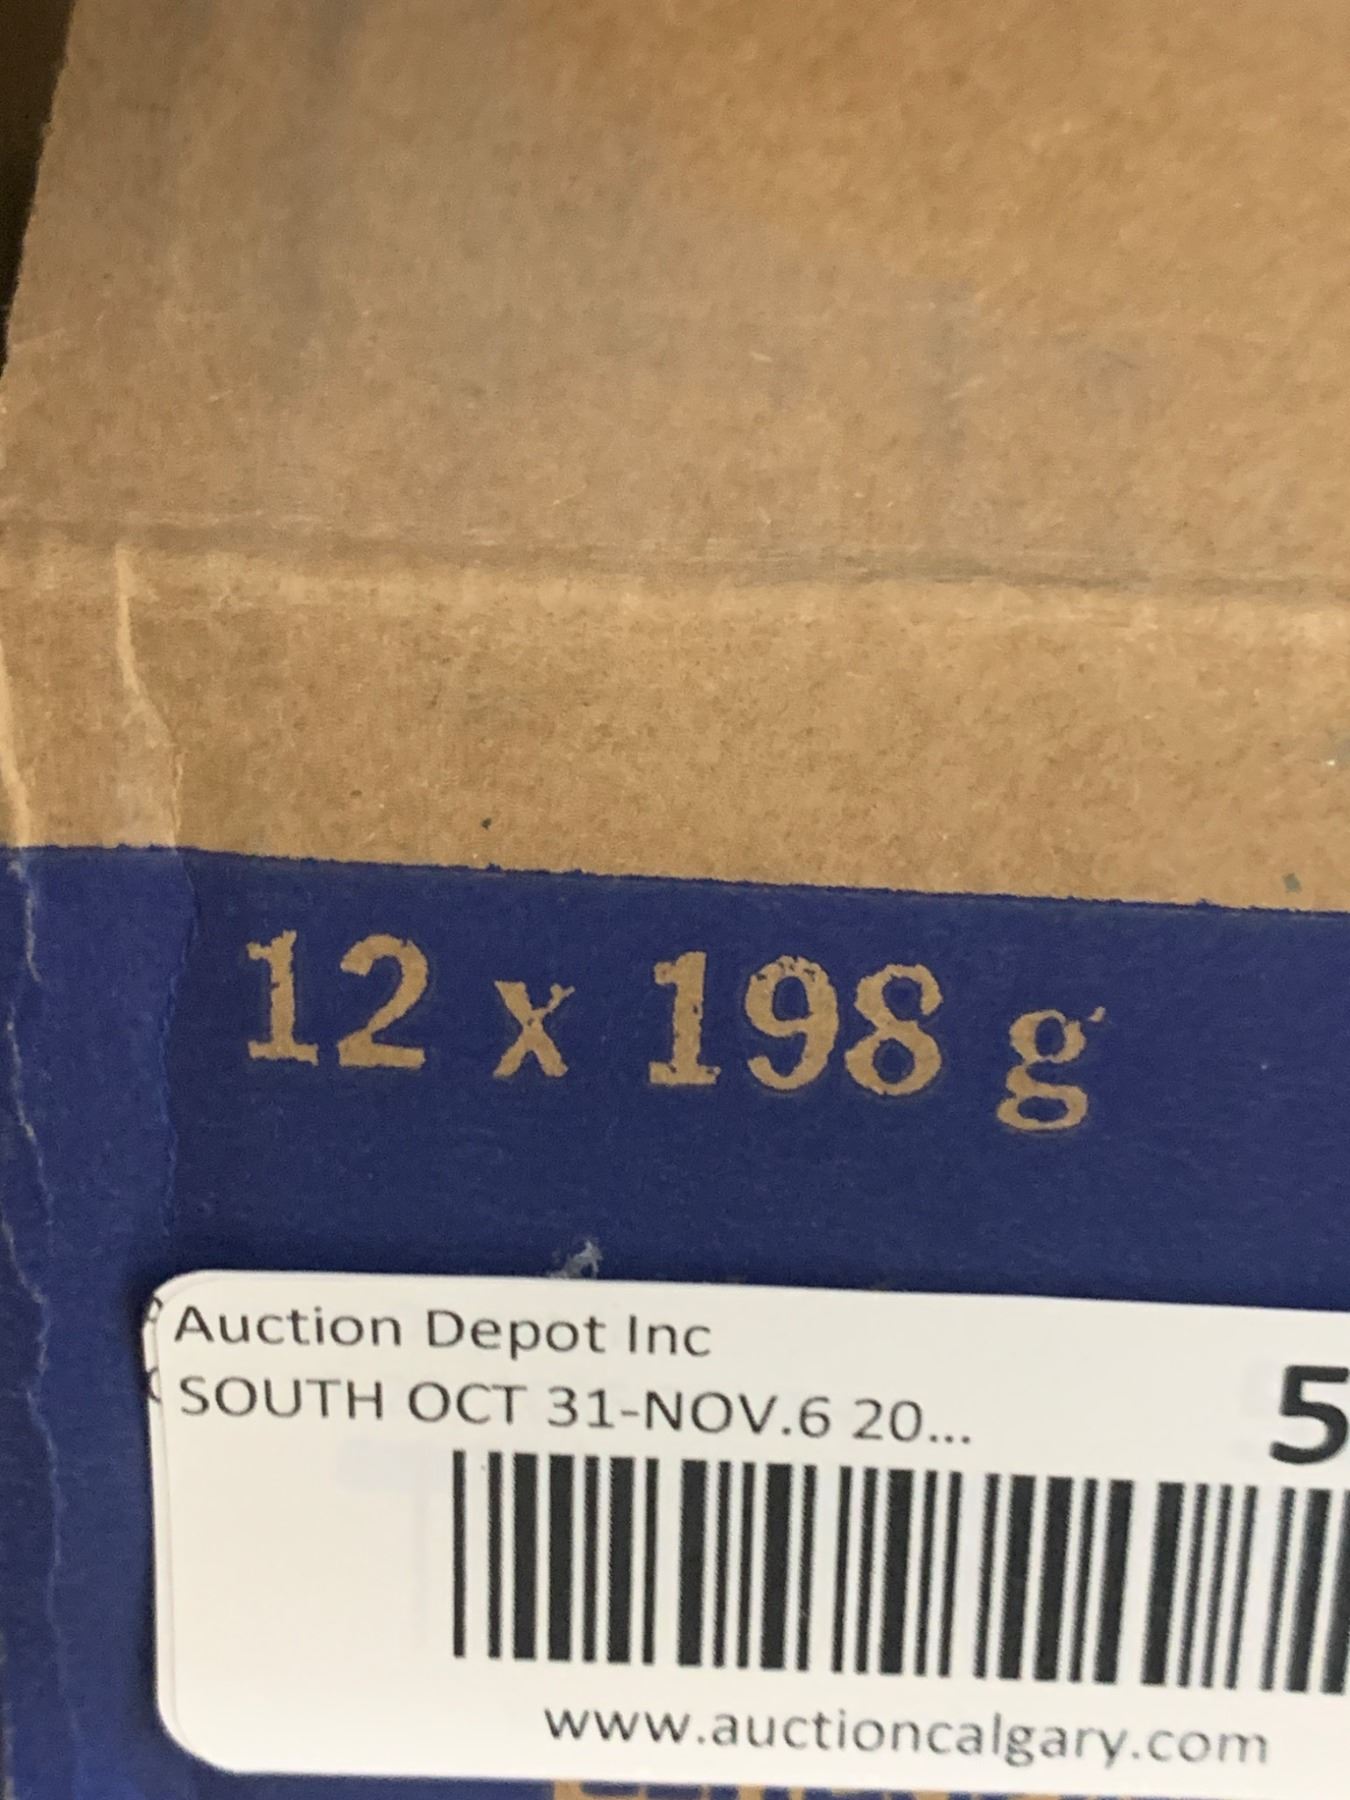 12 x 198 g
Auction Depot Inc
SOUTH OCT 31-NOV.6 20...
5
www.auctioncalgary.com